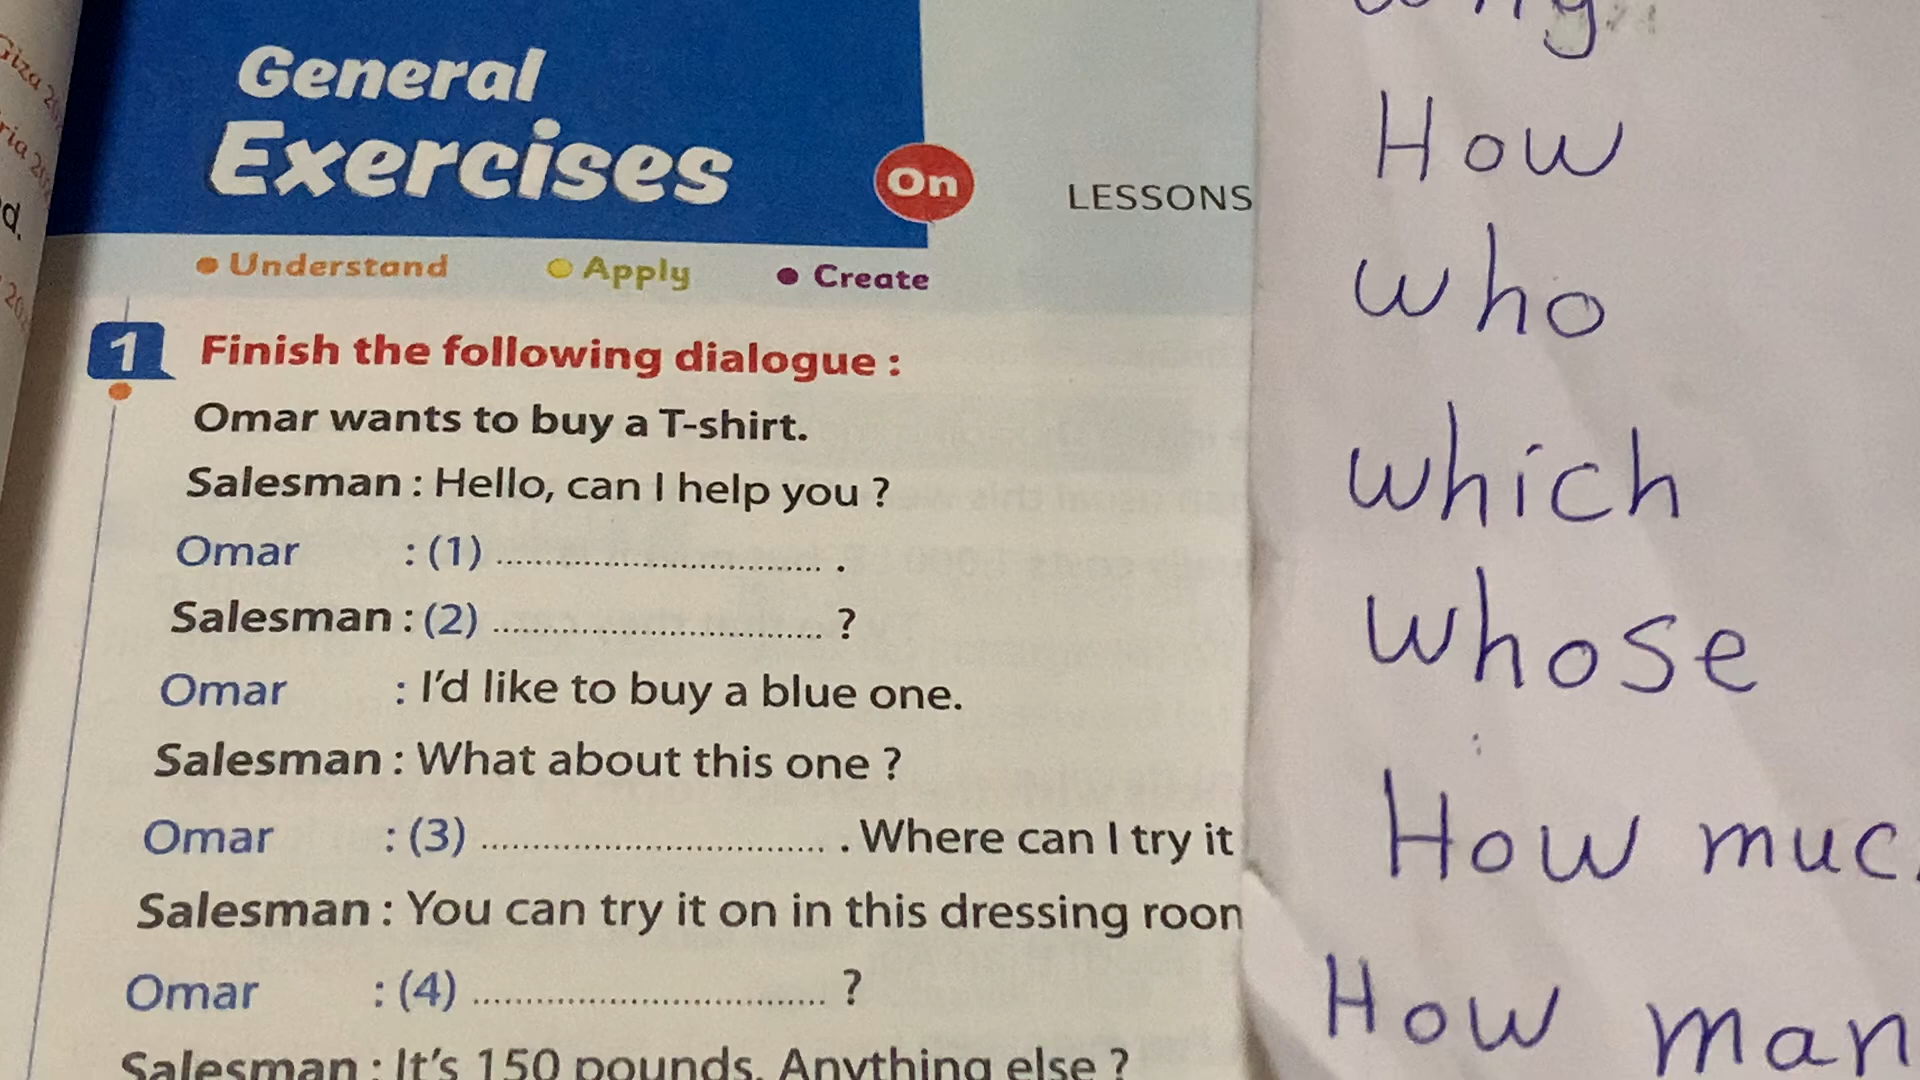 General
Exercises
On
LESSONS
Understand
Apply
Create
1 Finish the following dialogue :
Omar wants to buy a T-shirt.
Salesman : Hello, can I help you ?
Omar : (1) .................................. .
Salesman : (2) .................................. ?
Omar : I'd like to buy a blue one.
Salesman : What about this one ?
Omar : (3) .................................. . Where can I try it
Salesman : You can try it on in this dressing
Omar : (4) .................................. ?
Salesman : It's 150 pounds. Anything else ?
How
who
which
whose
How
How